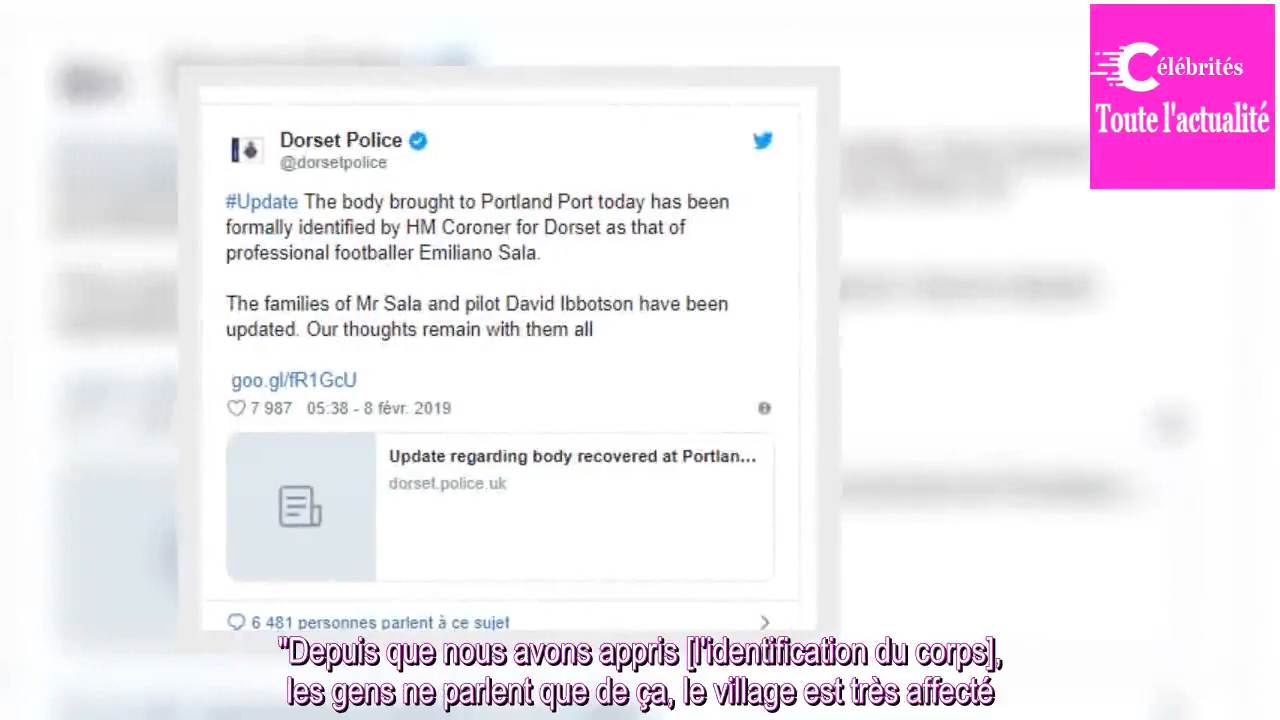 Célébrités
Toute l'actualité
Dorset Police
@dorsetpolice
#Update The body brought to Portland Port today has been
formally identified by HM Coroner for Dorset as that of
professional footballer Emiliano Sala.
The families of Mr Sala and pilot David Ibbotson have been
updated. Our thoughts remain with them all
goo.gl/fR1GcU
7 987 05:38 - 8 févr. 2019
Update regarding body recovered at Portlan...
dorset.police.uk
6 481 personnes parlent à ce sujet
"Depuis que nous avons appris [l'identification du corps],
les gens ne parlent que de ça, le village est très affecté